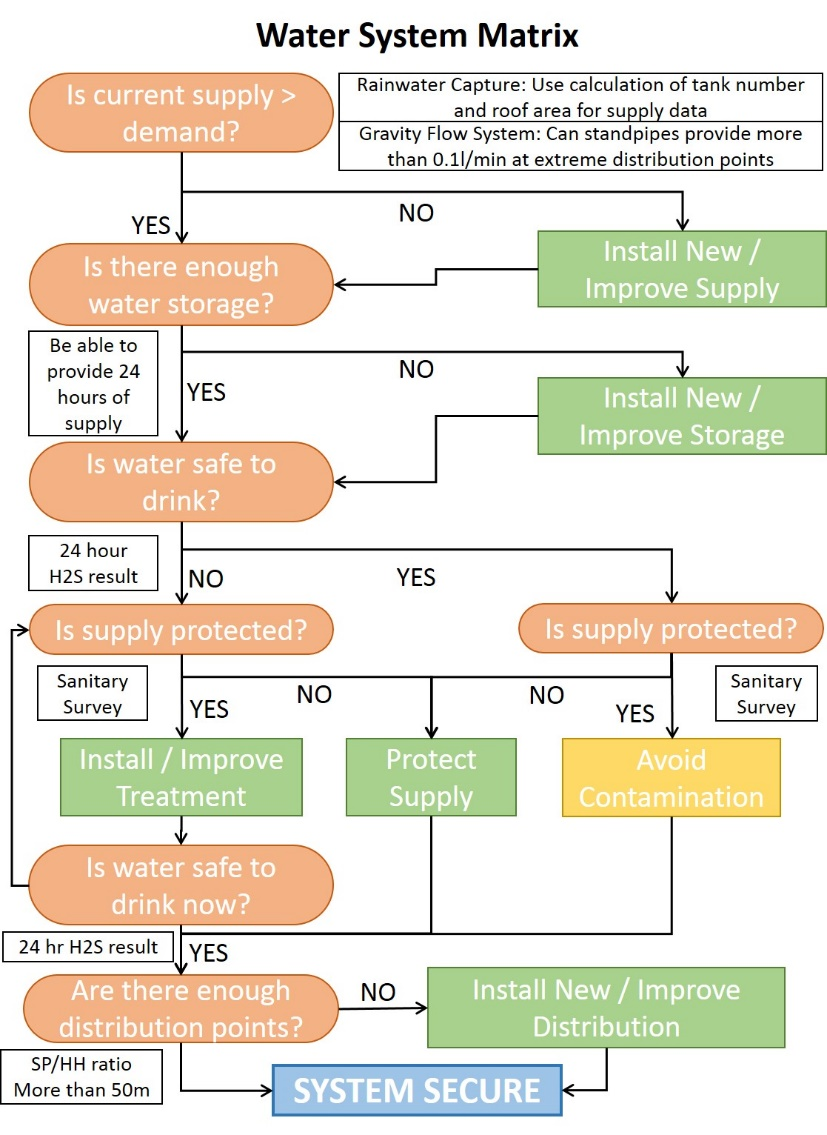 Water System Matrix
Is current supply >
demand?
Rainwater Capture: Use calculation of tank number
and roof area for supply data
Gravity Flow System: Can standpipes provide more
than 0.1l/min at extreme distribution points
YES
NO
Is there enough
water storage?
Install New /
Improve Supply
Be able to
provide 24
hours of
supply
YES
NO
Install New /
Improve Storage
Is water safe to
drink?
24 hour
H2S result
NO
YES
Is supply protected?
Is supply protected?
Sanitary
Survey
YES
NO
NO
YES
Sanitary
Survey
Install / Improve
Treatment
Protect
Supply
Avoid
Contamination
Is water safe to
drink now?
24 hr H2S result
YES
Are there enough
distribution points?
NO
Install New / Improve
Distribution
SP/HH ratio
More than 50m
SYSTEM SECURE